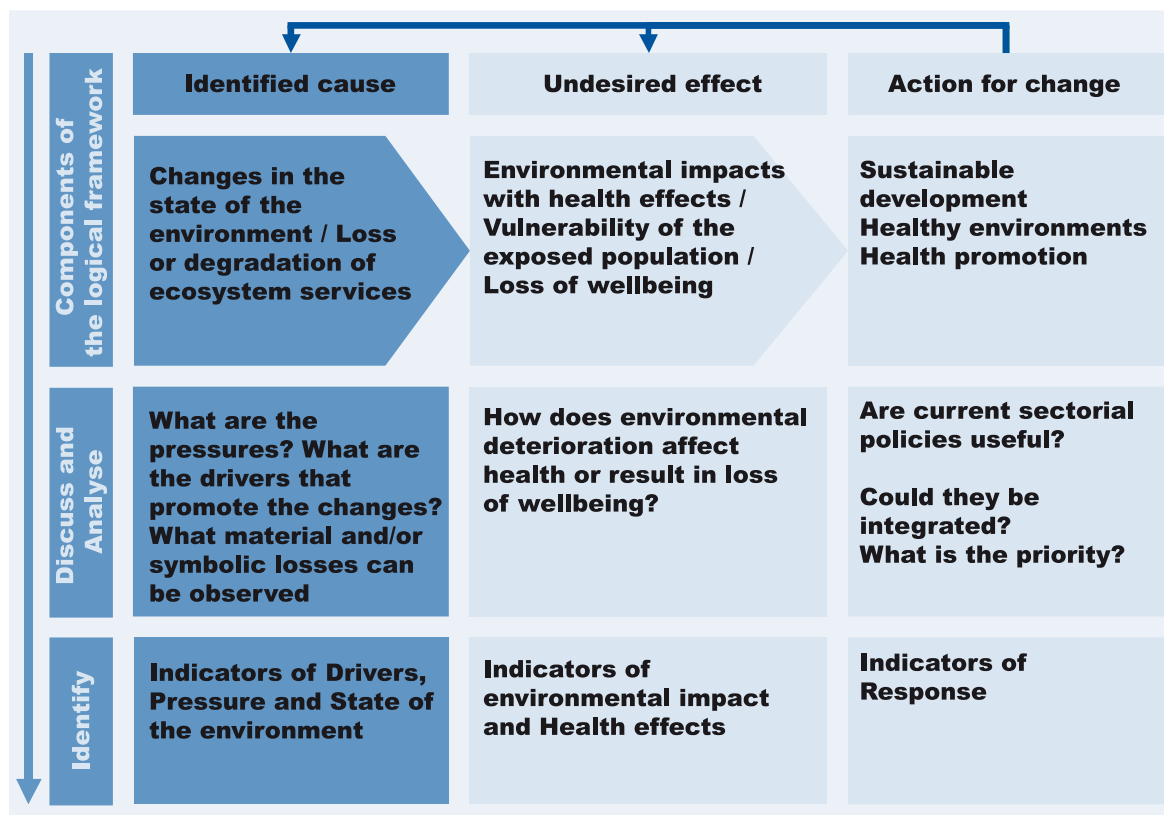 Identified cause
Undesired effect
Action for change
Components of
the logical framework
Changes in the
state of the
environment / Loss
or degradation of
ecosystem services
Environmental impacts
with health effects /
Vulnerability of the
exposed population /
Loss of wellbeing
Sustainable
development
Healthy environments
Health promotion
Discuss and
Analyse
What are the
pressures? What are
the drivers that
promote the changes?
What material and/or
symbolic losses can
be observed
How does environmental
deterioration affect
health or result in loss
of wellbeing?
Are current sectorial
policies useful?
Could they be
integrated?
What is the priority?
Identify
Indicators of Drivers,
Pressure and State of
the environment
Indicators of
environmental impact
and Health effects
Indicators of
Response